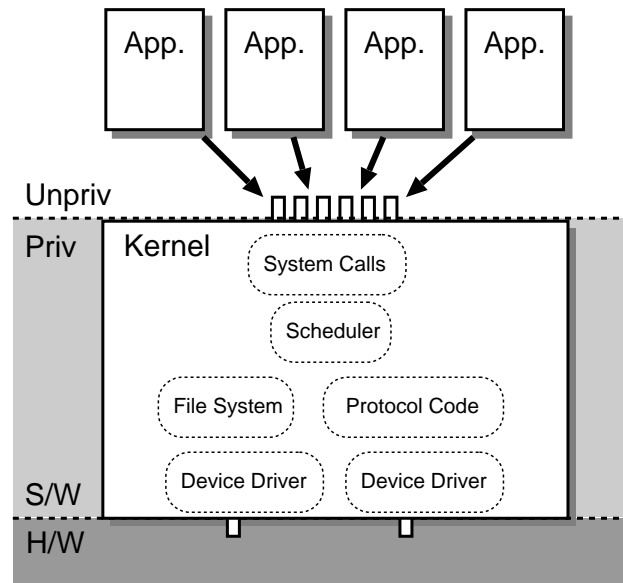 App.
App.
App.
App.
Unpriv
Priv
Kernel
System Calls
Scheduler
File System
Protocol Code
Device Driver
Device Driver
S/W
H/W